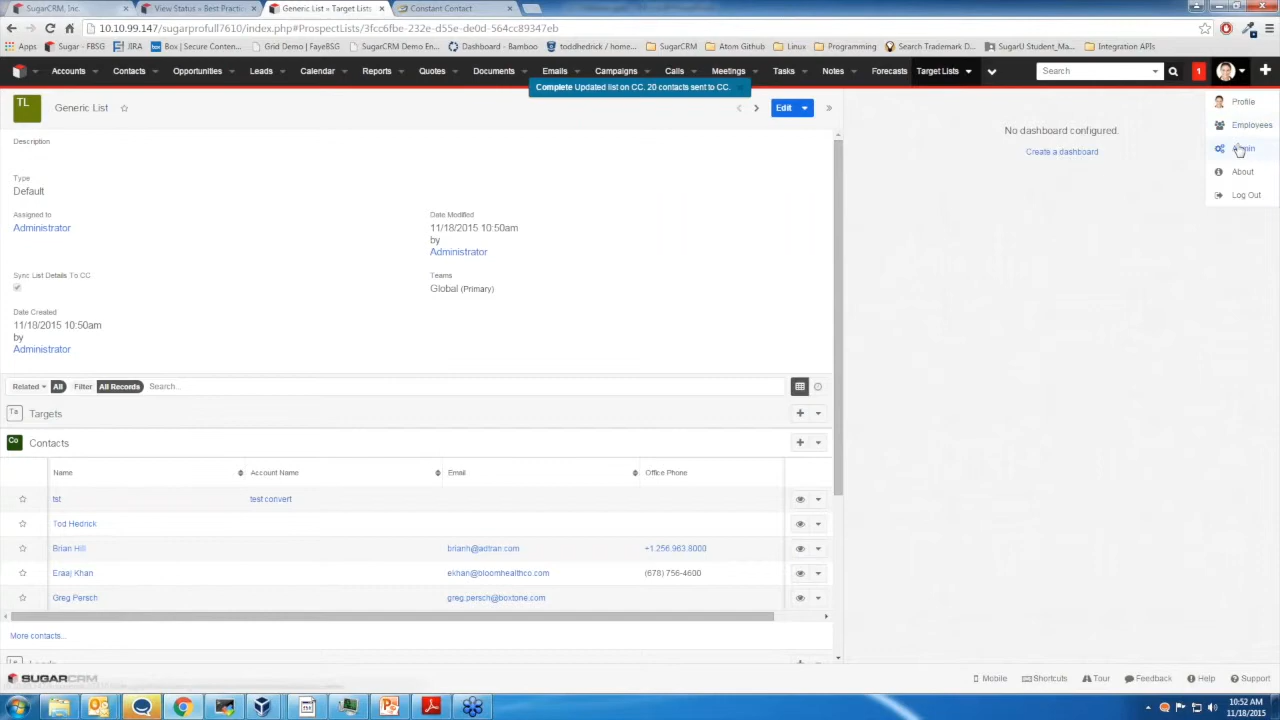 SugarCRM, Inc.
View Status – Best Practic
Generic List « Target Lists
Constant Contact
10.10.99.147/sugarprofull7610/index.php#ProspectLists/3fcc6fbe-232e-d55e-de0d-564cc89347eb
Apps
Sugar - FBSG
JIRA
Box | Secure Conten...
Grid Demo - FayeBSG
SugarCRM Demo En...
Dashboard - Bamboo
toddhedrick / home...
SugarCRM
Atom Github
Linux
Programming
Search Trademark D...
SugarU Student_Ma...
Integration APIs
Accounts
Contacts
Opportunities
Leads
Calendar
Reports
Quotes
Documents
Emails
Campaigns
Calls
Meetings
Tasks
Notes
Forecasts
Target Lists
Search
1
Complete Updated list on CC. 20 contacts sent to CC.
TL
Generic List
Edit
Profile
Employees
Admin
About
Log Out
No dashboard configured.
Create a dashboard
Description
Type
Default
Assigned to
Administrator
Date Modified
11/18/2015 10:50am
by
Administrator
Sync List Details To CC
Teams
Global (Primary)
Date Created
11/18/2015 10:50am
by
Administrator
Related
All
Filter
All Records
Search...
Ta
Targets
Co
Contacts
Name
Account Name
Email
Office Phone
tst
test convert
Tod Hedrick
Brian Hill
brianh@adtran.com
+1.256.963.8000
Eraaj Khan
ekhan@bloomhealthco.com
(678) 756-4600
Greg Persch
greg.persch@boxtone.com
More contacts...
SUGARCRM
Mobile
Shortcuts
Tour
Feedback
Help
Support
10:52 AM
11/18/2015